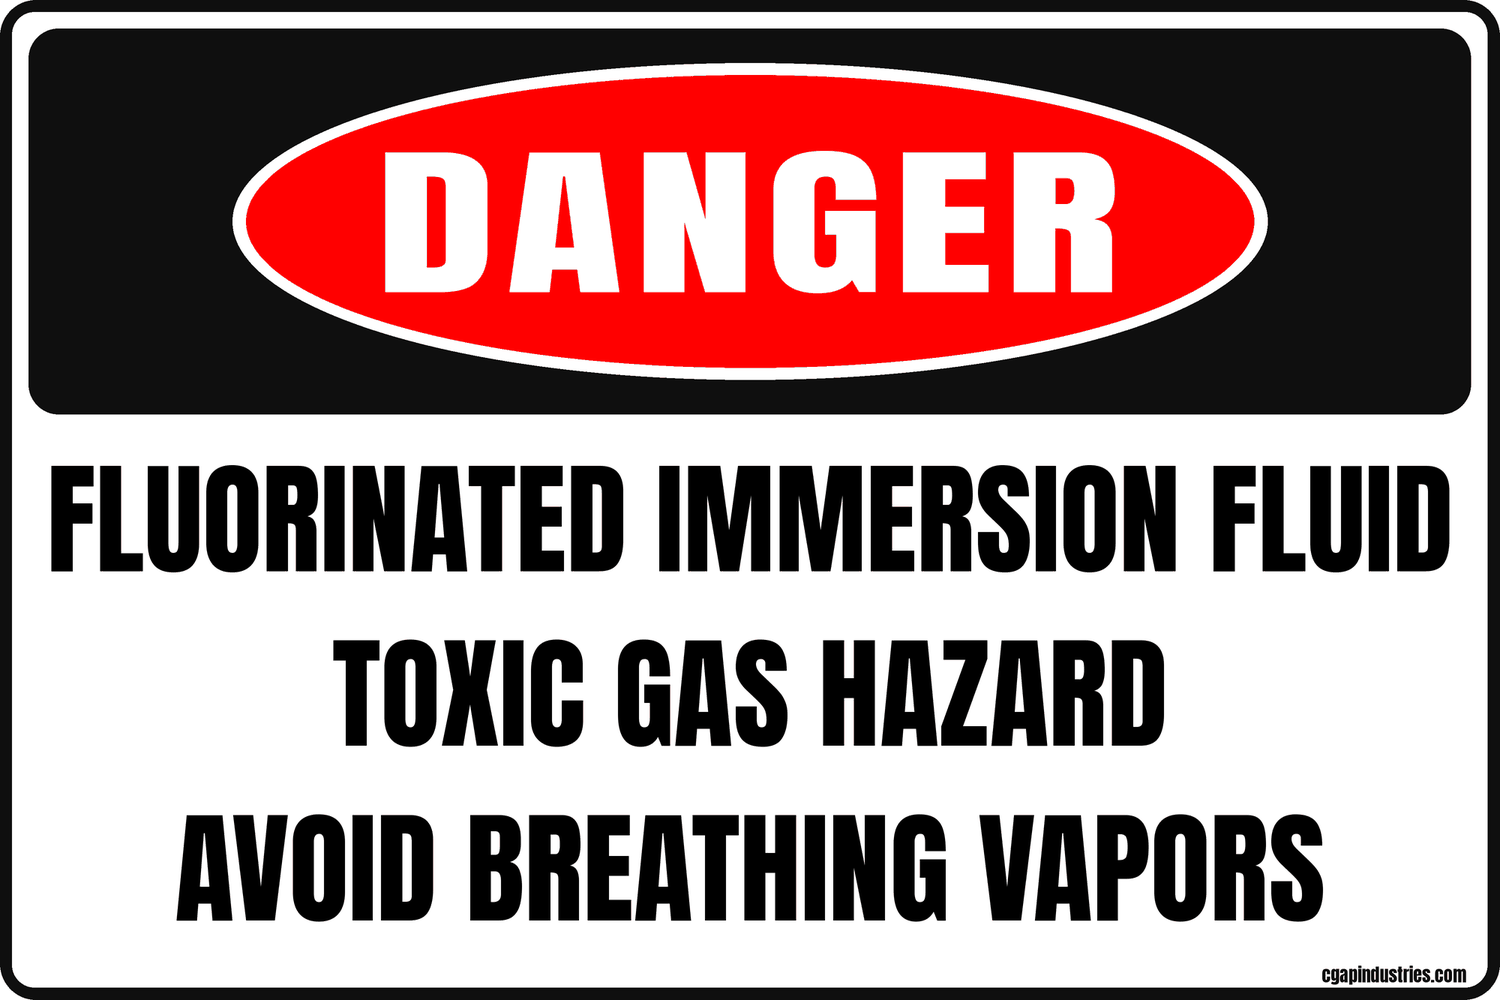 DANGER
FLUORINATED IMMERSION FLUID
TOXIC GAS HAZARD
AVOID BREATHING VAPORS
cgapindustries.com